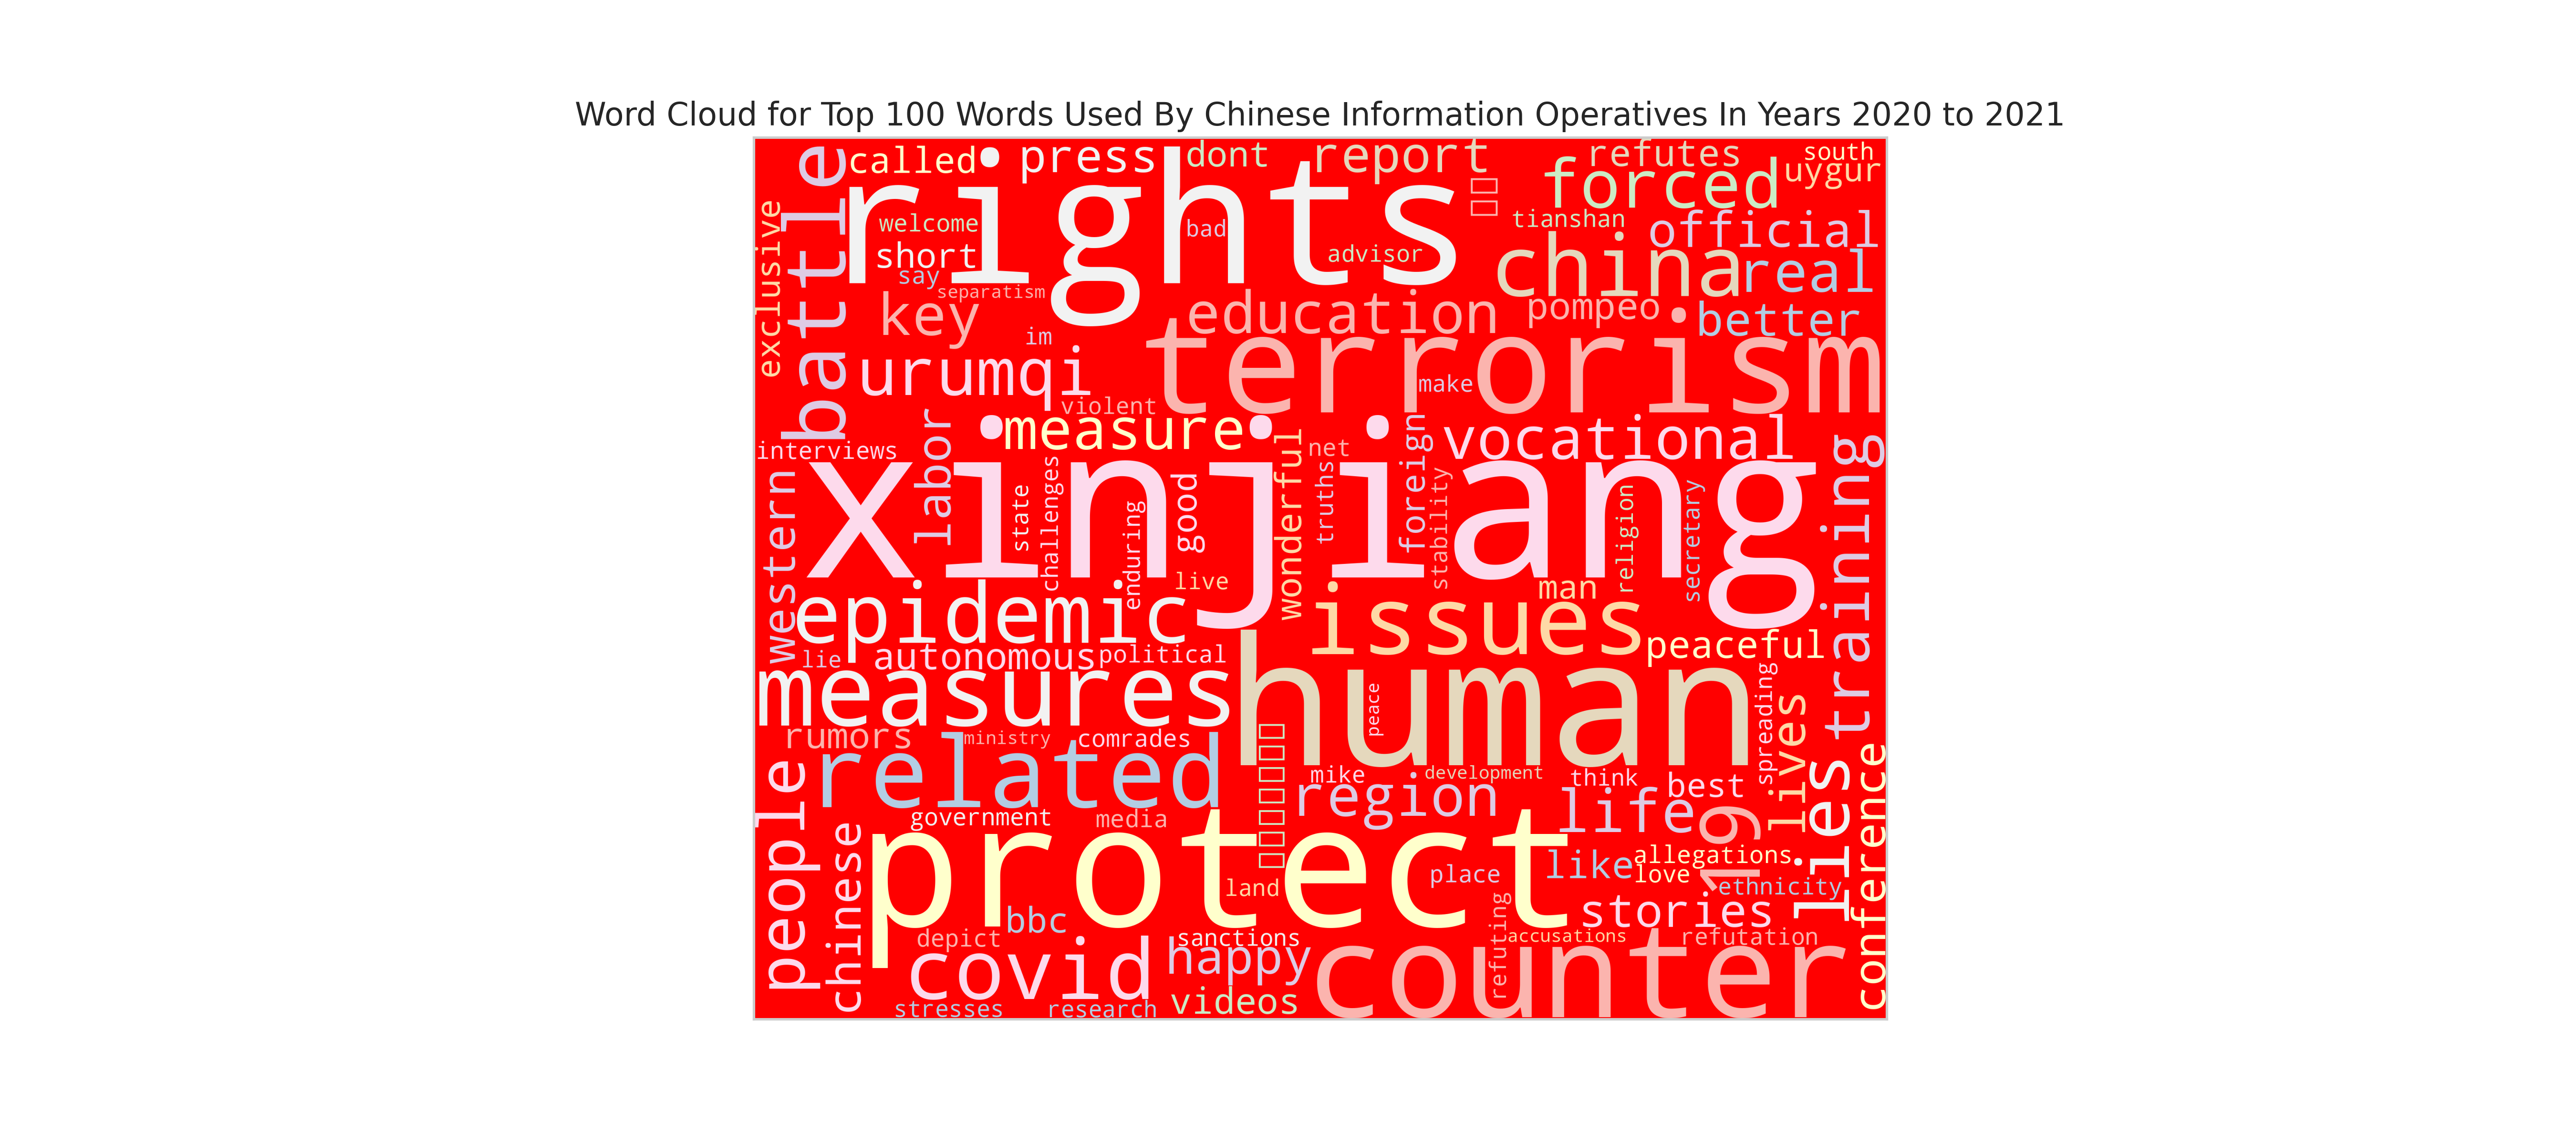 Word Cloud for Top 100 Words Used By Chinese Information Operatives In Years 2020 to 2021
battle
called
press
dont
report
refutes
south
uygur
forced
rights
exclusive
welcome
bad
tianshan
official
short
advisor
china
real
say
separatism
key
education
pompeo
better
im
terrorism
urumqi
make
violent
measure
vocational
interviews
xinjiang
labor
wonderful
net
foreign
training
western
state
challenges
enduring
good
truths
stability
religion
secretary
live
man
epidemic
issues
peaceful
lie
autonomous
political
measures
human
peace
spreading
lives
rumors
ministry
comrades
related
people
mike
development
think
best
region
life
19
lies
conference
government
media
protect
chinese
like
allegations
love
place
land
ethnicity
stories
bbc
depict
sanctions
refuting
accusations
refutation
covid
happy
counter
videos
stresses
research